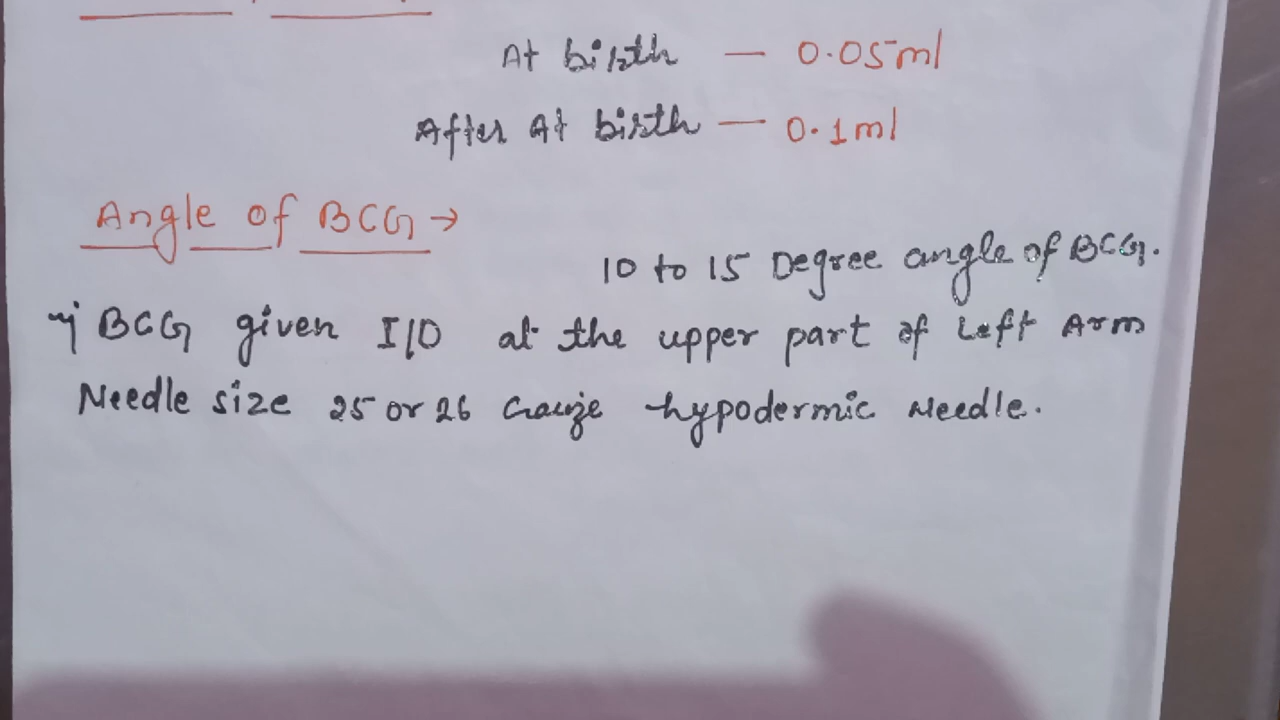 At birth — 0.05ml
After At birth — 0.1ml
Angle of BCG →
10 to 15 Degree angle of BCG.
BCG given I/D at the upper part of Left Arm
Needle size 25 or 26 Gauze hypodermic Needle.